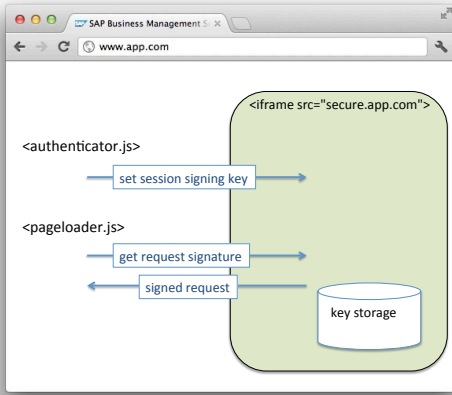 SAP Business Management S
www.app.com
<iframe src="secure.app.com">
<authenticator.js>
set session signing key
<pageloader.js>
get request signature
signed request
key storage